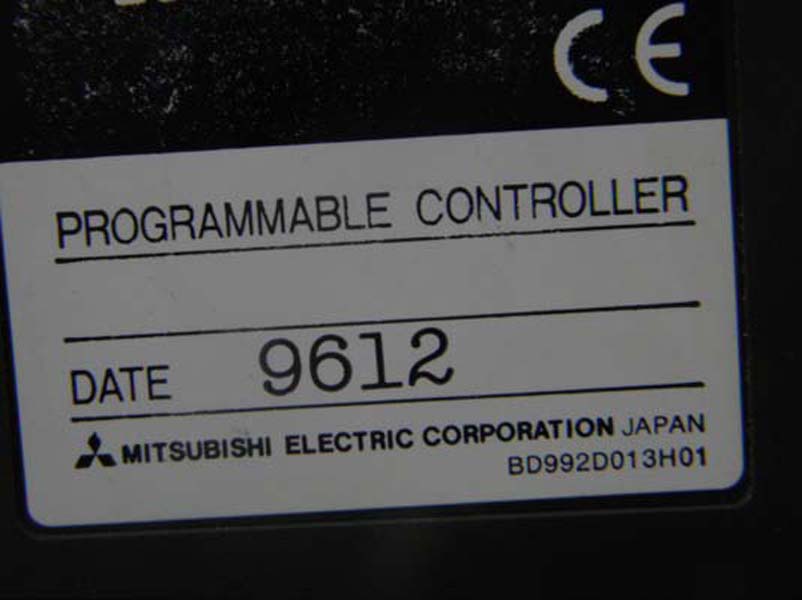 CE
PROGRAMMABLE CONTROLLER
DATE 9612
MITSUBISHI ELECTRIC CORPORATION JAPAN
BD992D013H01